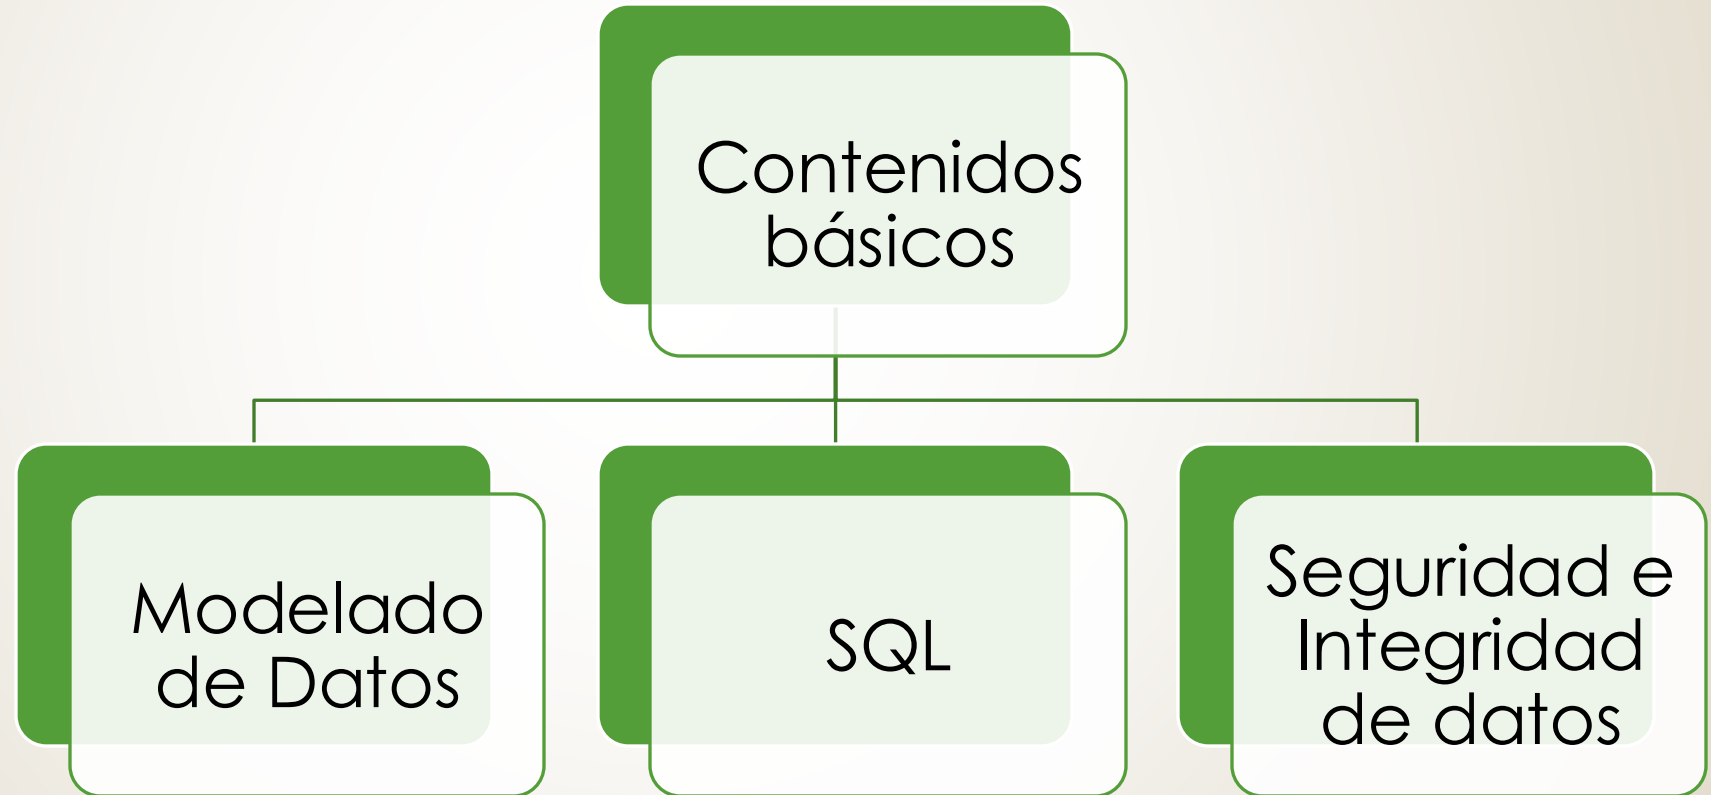 Contenidos
básicos
Modelado
de Datos
SQL
Seguridad e
Integridad
de datos